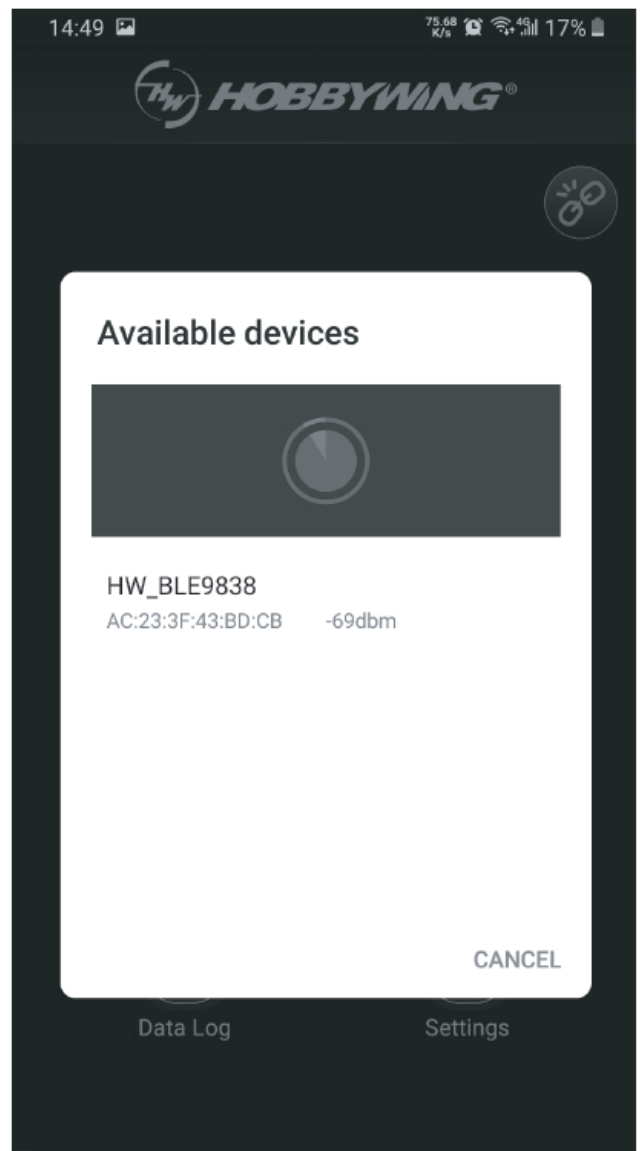 14:49 75.68 K/s 4G 17%
HW HOBBYWING®
Available devices
HW_BLE9838
AC:23:3F:43:BD:CB -69dbm
CANCEL
Data Log Settings